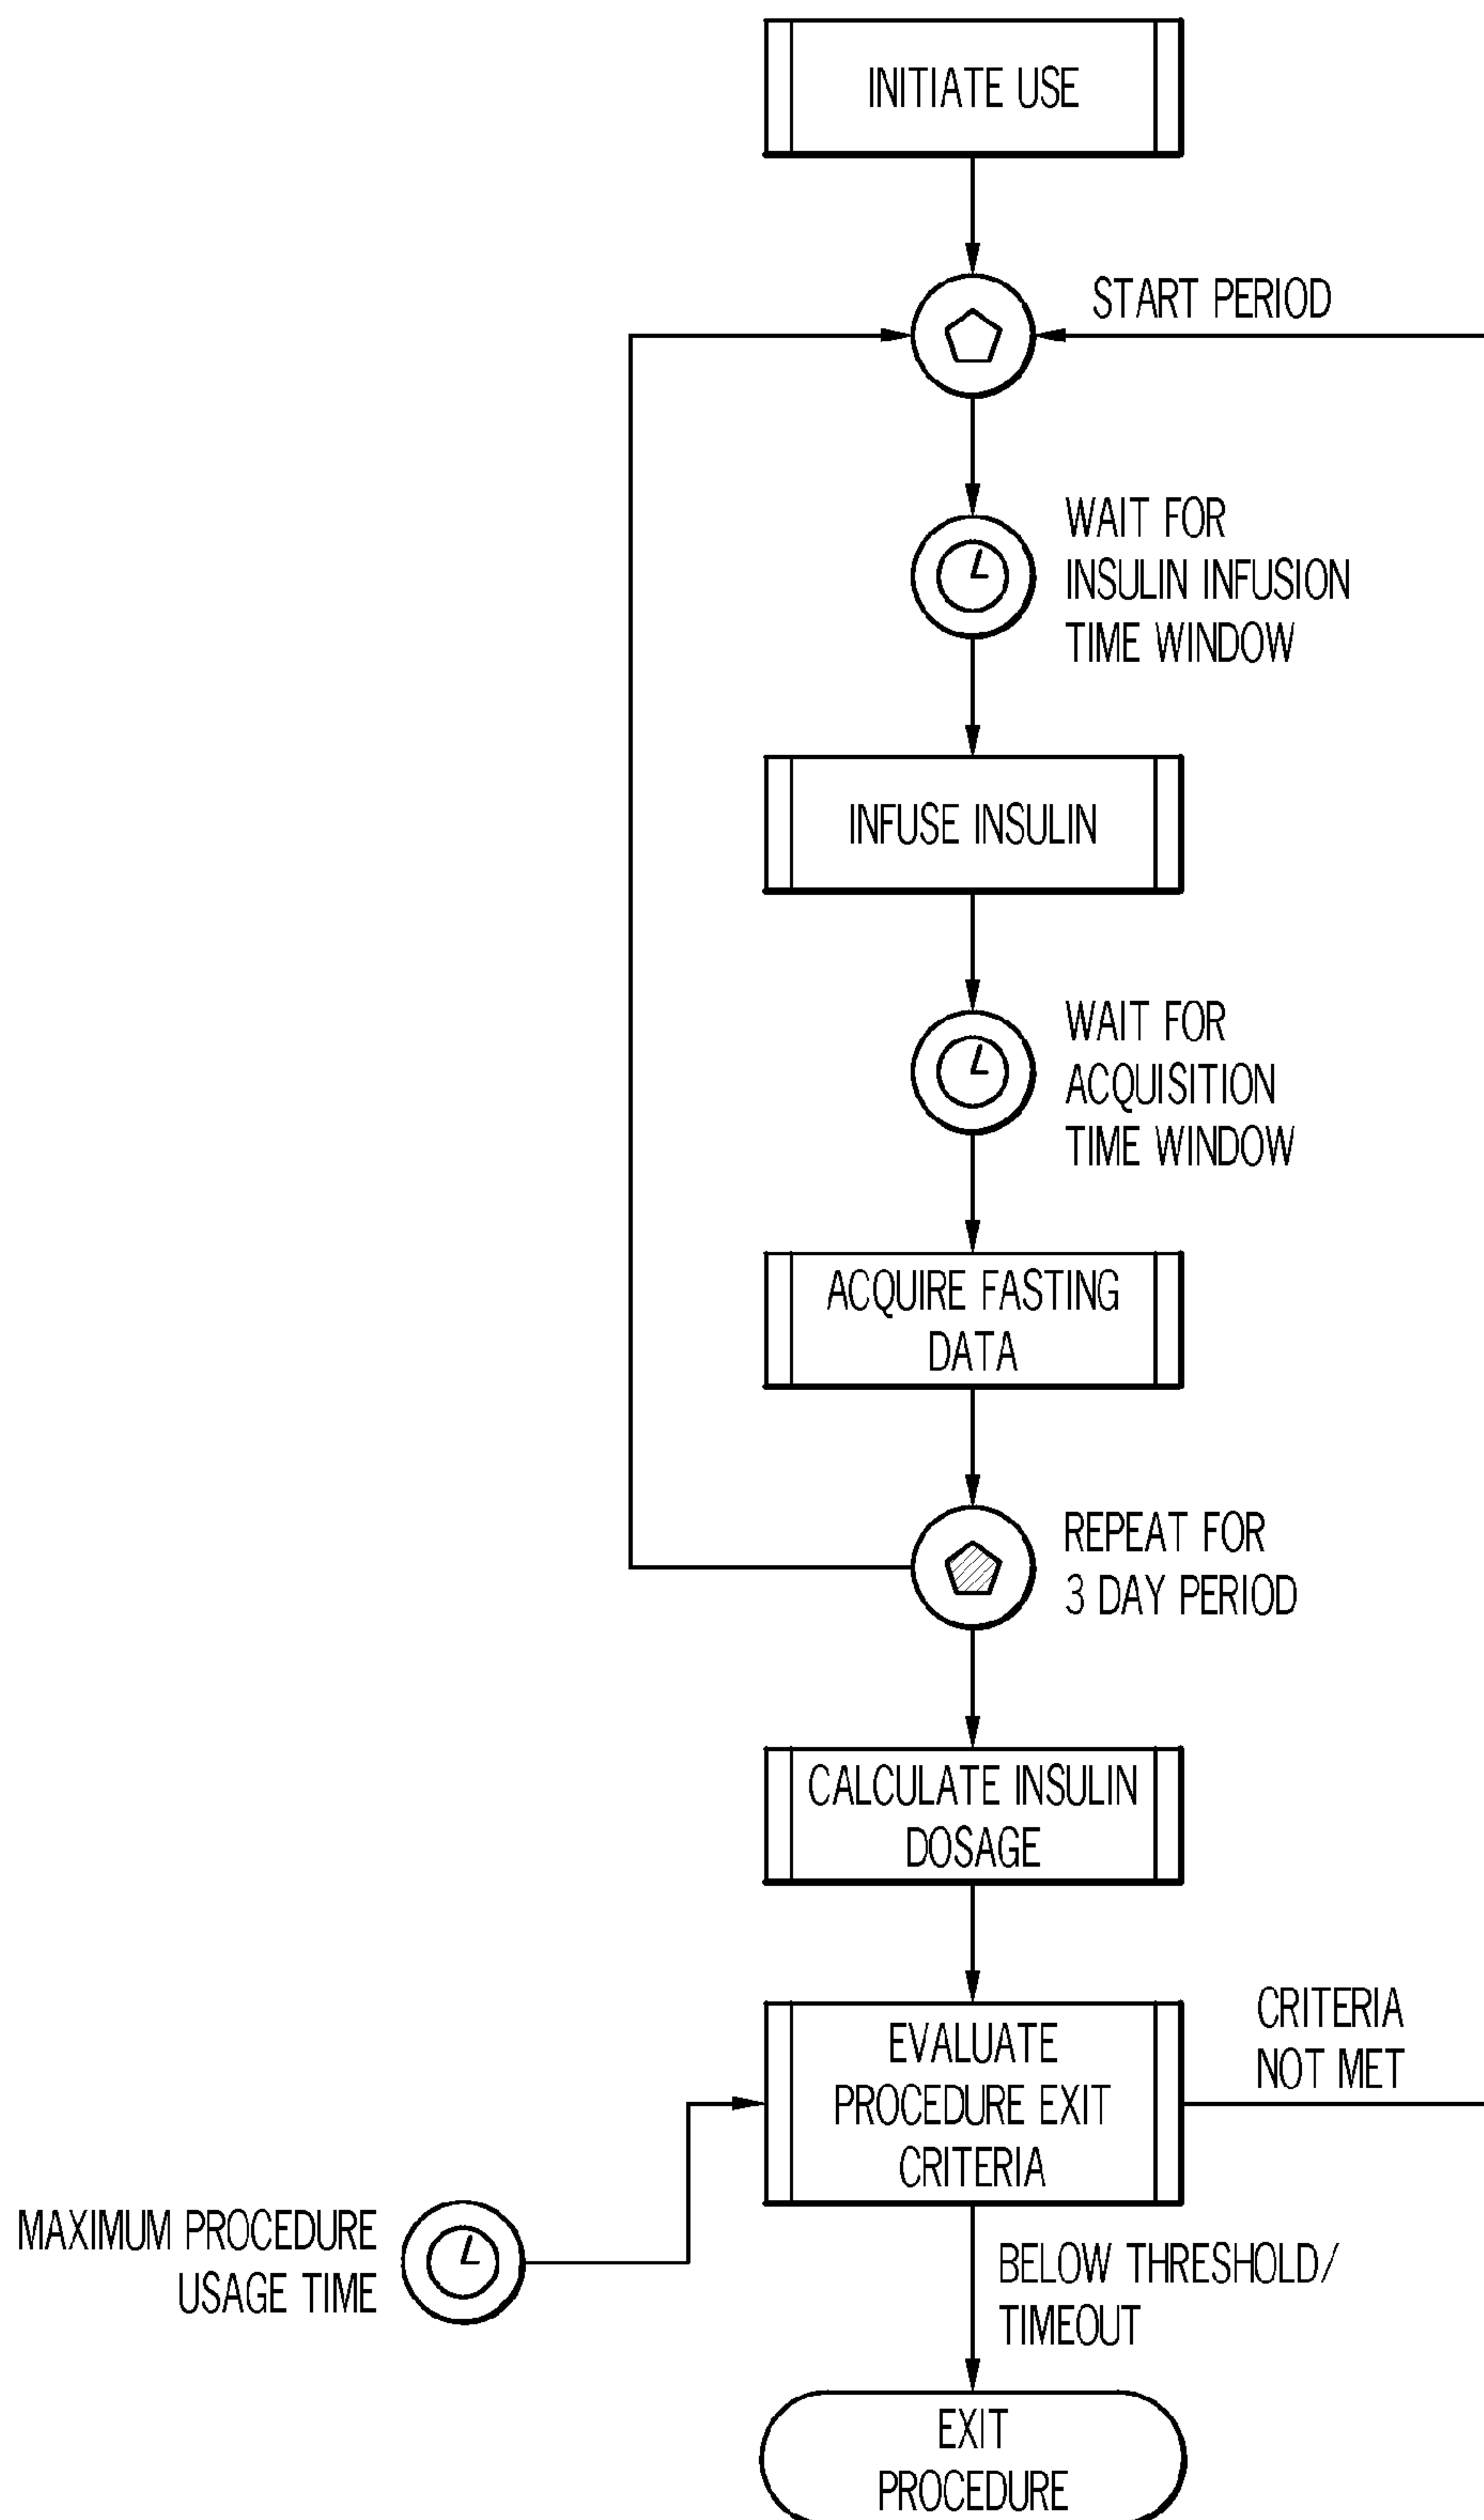 INITIATE USE
START PERIOD
WAIT FOR
INSULIN INFUSION
TIME WINDOW
INFUSE INSULIN
WAIT FOR
ACQUISITION
TIME WINDOW
ACQUIRE FASTING
DATA
REPEAT FOR
3 DAY PERIOD
CALCULATE INSULIN
DOSAGE
EVALUATE
PROCEDURE EXIT
CRITERIA
CRITERIA
NOT MET
MAXIMUM PROCEDURE
USAGE TIME
BELOW THRESHOLD/
TIMEOUT
EXIT
PROCEDURE